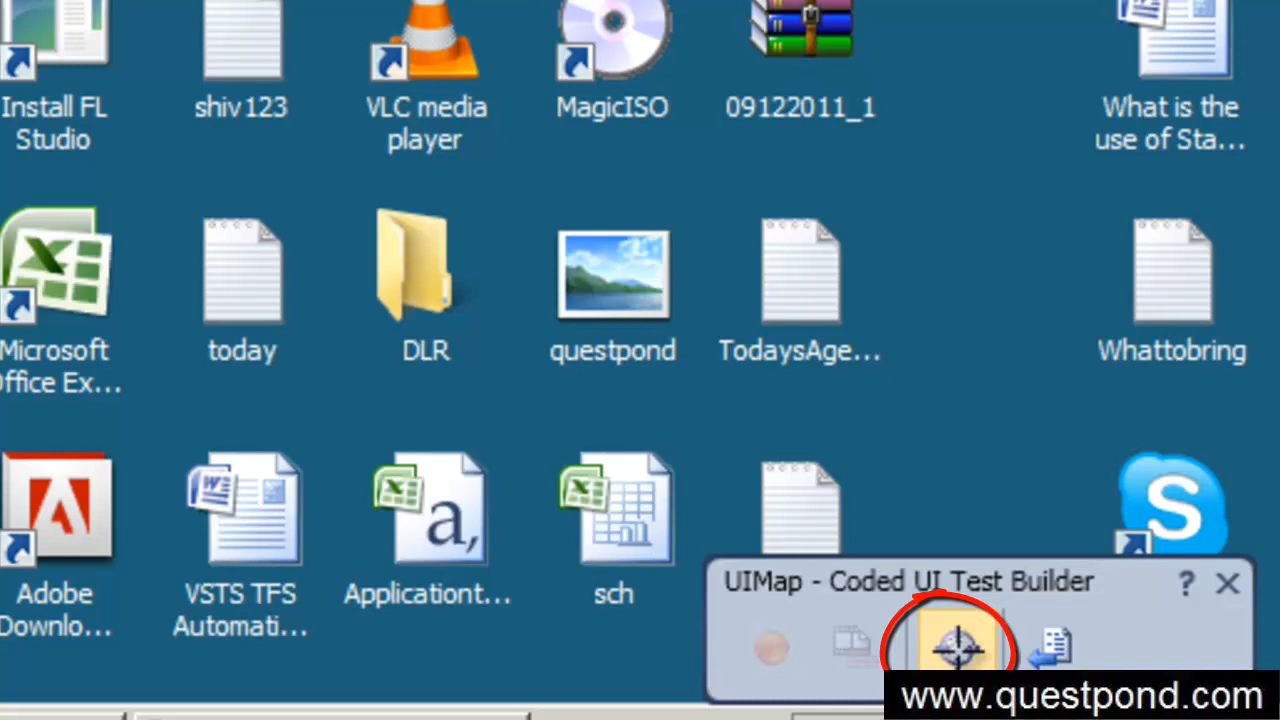 Install FL
Studio
shiv123
VLC media
player
MagicISO
09122011_1
What is the
use of Sta...
Microsoft
Office Ex...
today
DLR
questpond
TodaysAge...
Whattobring
Adobe
Downlo...
VSTS TFS
Automati...
Applicationt...
sch
UIMap - Coded UI Test Builder
www.questpond.com